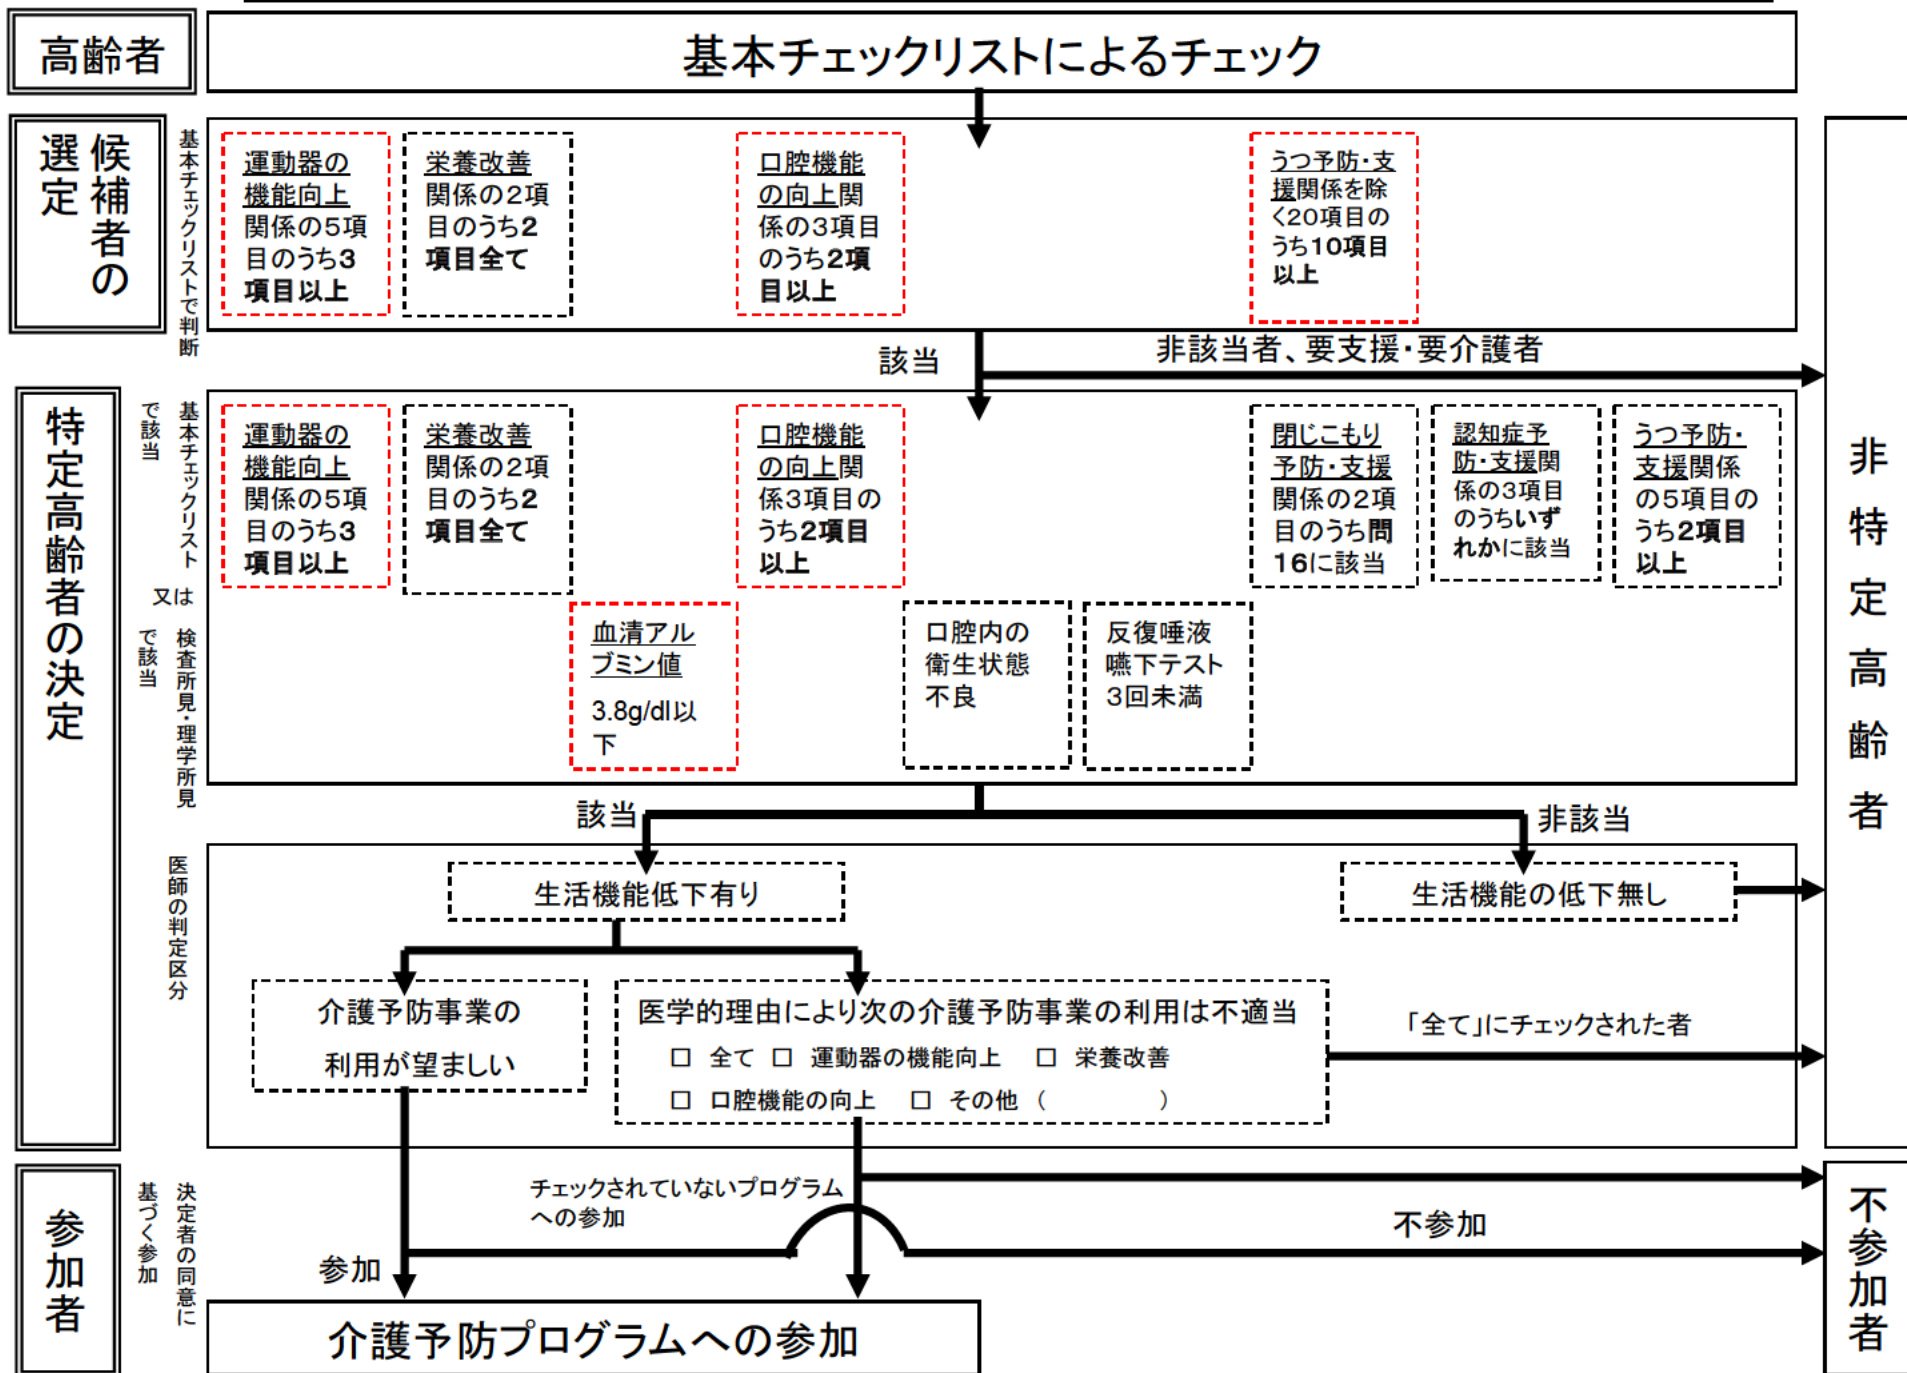 高齢者
基本チェックリストによるチェック
候補者の
選定
基本チェックリストで判断
運動器の
機能向上
関係の5項
目のうち3
項目以上
栄養改善
関係の2項
目のうち2
項目全て
口腔機能
の向上関
係の3項目
のうち2項
目以上
うつ予防・支
援関係を除
く20項目の
うち10項目
以上
該当
非該当者、要支援・要介護者
特定高齢者の決定
基本チェックリスト
で該当
又は
検査所見・理学所見
で該当
運動器の
機能向上
関係の5項
目のうち3
項目以上
栄養改善
関係の2項
目のうち2
項目全て
口腔機能
の向上関
係3項目の
うち2項目
以上
閉じこもり
予防・支援
関係の2項
目のうち問
16に該当
認知症予
防・支援関
係の3項目
のうちいず
れかに該当
うつ予防・
支援関係
の5項目の
うち2項目
以上
血清アル
ブミン値
3.8g/dl以
下
口腔内の
衛生状態
不良
反復唾液
嚥下テスト
3回未満
該当
非該当
医師の判定区分
生活機能低下有り
生活機能の低下無し
介護予防事業の
利用が望ましい
医学的理由により次の介護予防事業の利用は不適当
□ 全て □ 運動器の機能向上 □ 栄養改善
□ 口腔機能の向上 □ その他（　　　　　）
「全て」にチェックされた者
非特定高齢者
参加者
決定者の同意に
基づく参加
チェックされていないプログラム
への参加
参加
不参加
不参加者
介護予防プログラムへの参加